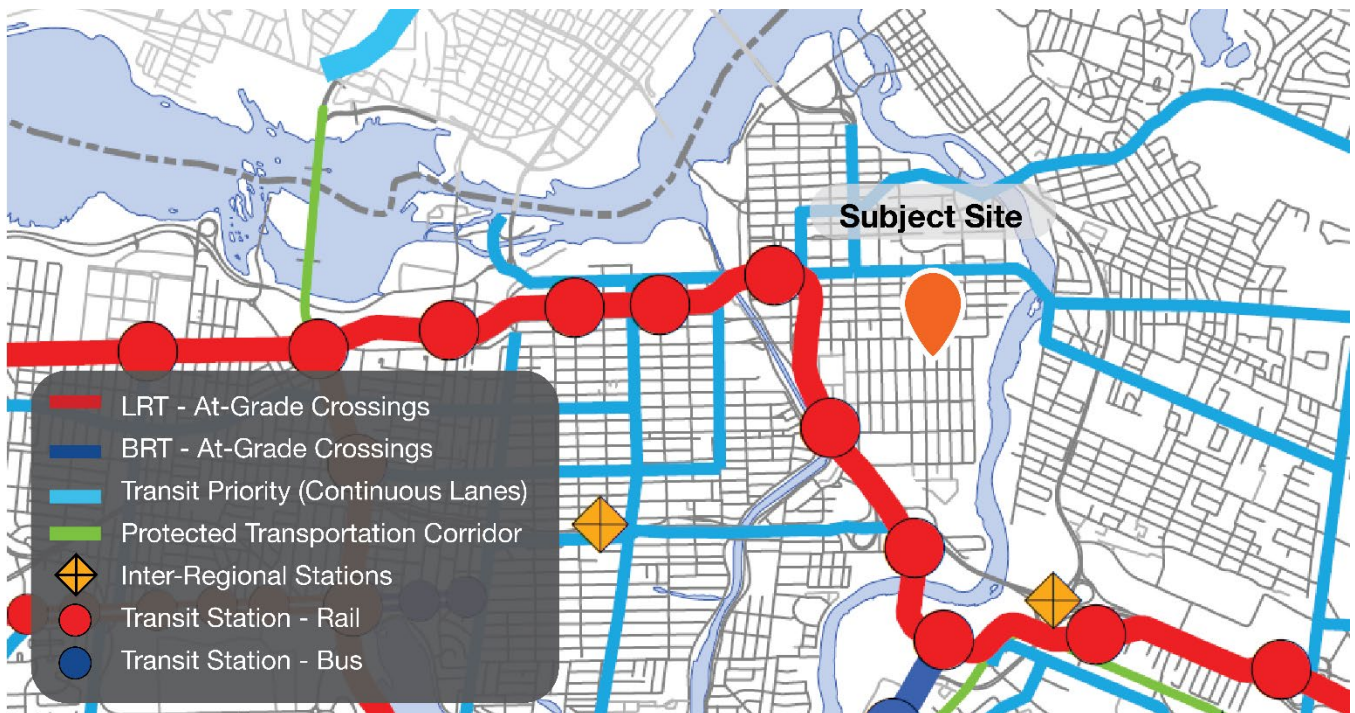 Subject Site
LRT - At-Grade Crossings
BRT - At-Grade Crossings
Transit Priority (Continuous Lanes)
Protected Transportation Corridor
Inter-Regional Stations
Transit Station - Rail
Transit Station - Bus